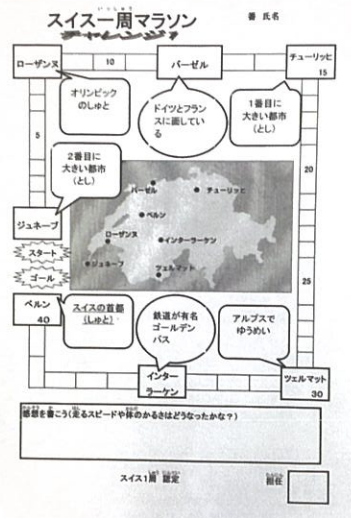 いっしゅう
スイス一周マラソン
チャレンジ?
番 氏名
ローザンヌ
10
バーゼル
チューリッヒ
15
オリンピック
のしゅと
ドイツとフラン
スに面してい
る
1番目に
大きい都市
(とし)
5
2番目に
大きい都市
(とし)
20
バーゼル
チューリッヒ
ベルン
ローザンヌ
インターラーケン
ジュネーブ
ツェルマット
ジュネーブ
スタート
ゴール
25
ベルン
40
スイスの首都
(しゅと)
鉄道が有名
ゴールデン
パス
アルプスで
ゆうめい
インター
ラーケン
ツェルマット
30
感想を書こう(走るスピードや体のかるさはどうなったかな?)
スイス1周 認定
担任